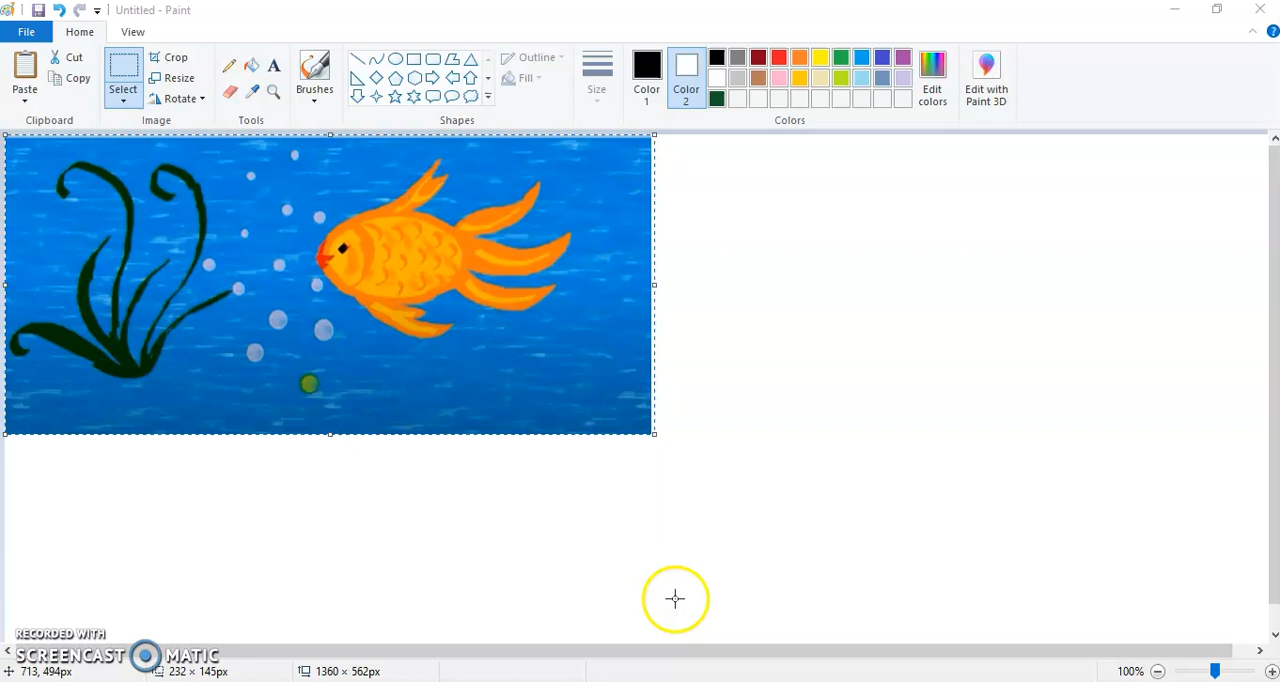 Untitled - Paint
File
Home
View
Paste
Cut
Copy
Clipboard
Select
Crop
Resize
Rotate
Image
A
Tools
Brushes
Outline
Fill
Shapes
Size
Color
1
Color
2
Edit
colors
Colors
Edit with
Paint 3D
RECORDED WITH
SCREENCAST MATIC
713, 494px
232 × 145px
1360 × 562px
100%